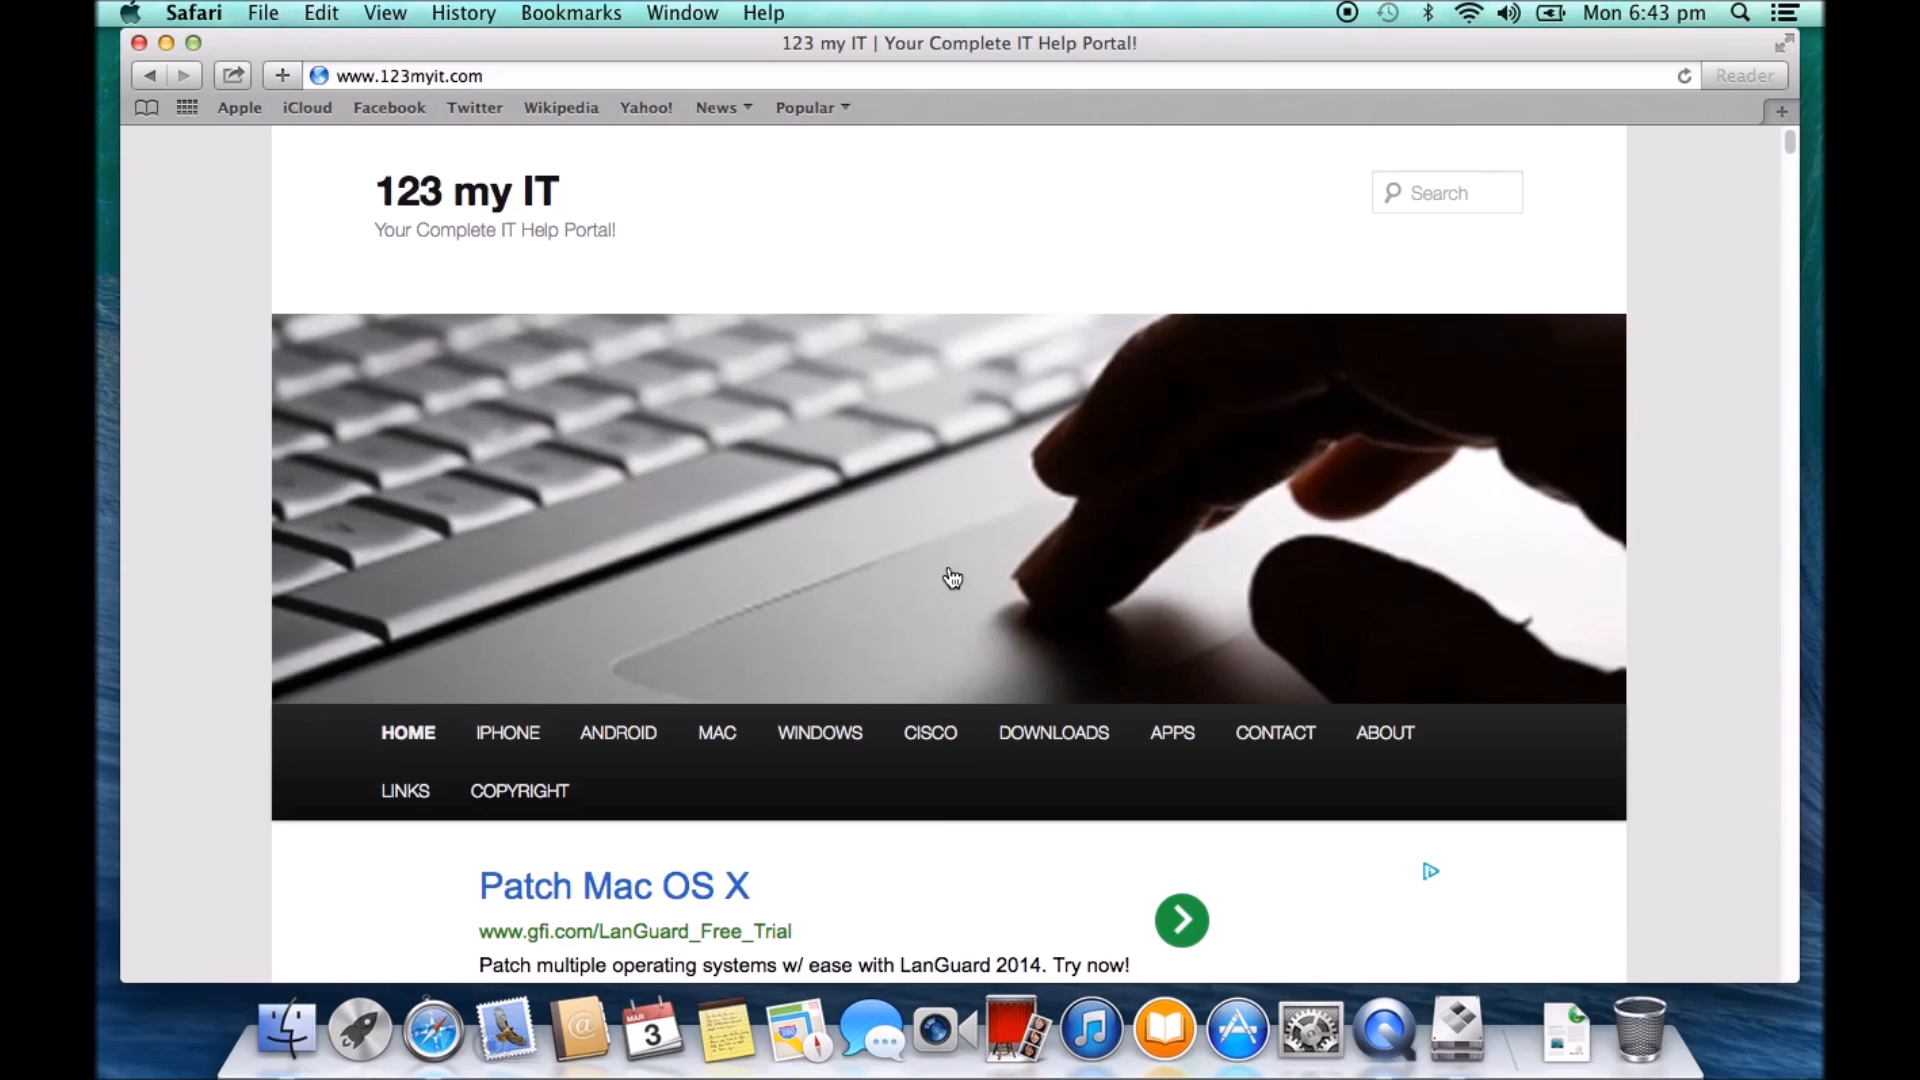 Safari File Edit View History Bookmarks Window Help Mon 6:43 pm
123 my IT | Your Complete IT Help Portal!
www.123myit.com Reader
Apple iCloud Facebook Twitter Wikipedia Yahoo! News Popular
123 my IT
Your Complete IT Help Portal!
Search
HOME IPHONE ANDROID MAC WINDOWS CISCO DOWNLOADS APPS CONTACT ABOUT
LINKS COPYRIGHT
Patch Mac OS X
www.gfi.com/LanGuard_Free_Trial
Patch multiple operating systems w/ ease with LanGuard 2014. Try now!
MAR
3